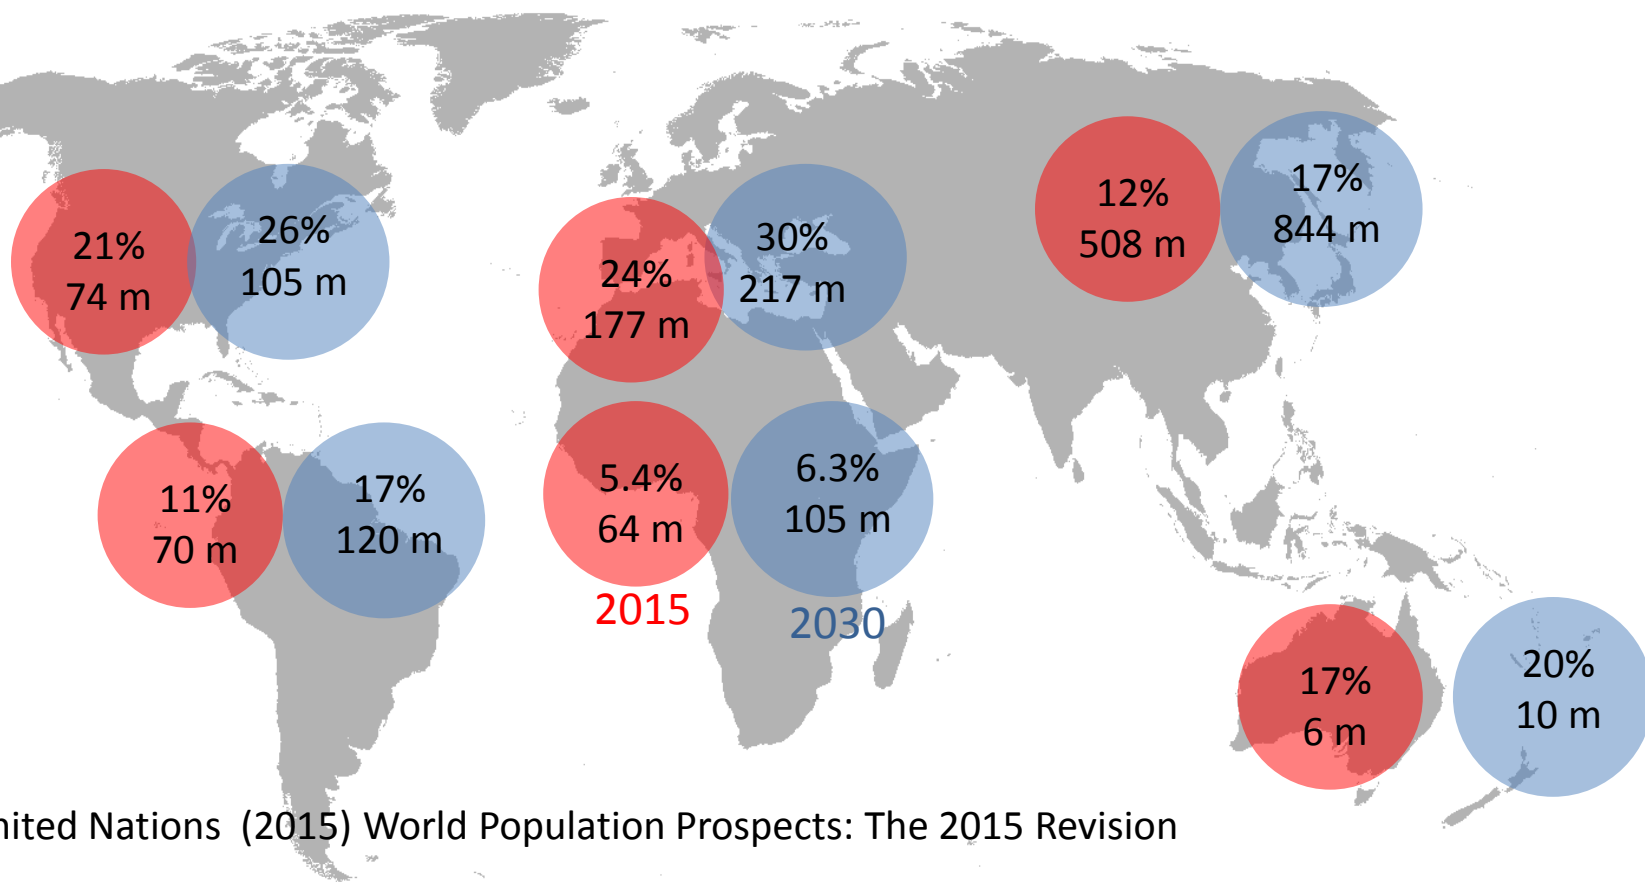 21%
74 m
26%
105 m
24%
177 m
30%
217 m
12%
508 m
17%
844 m
11%
70 m
17%
120 m
5.4%
64 m
2015
6.3%
105 m
2030
17%
6 m
20%
10 m
nited Nations (2015) World Population Prospects: The 2015 Revision